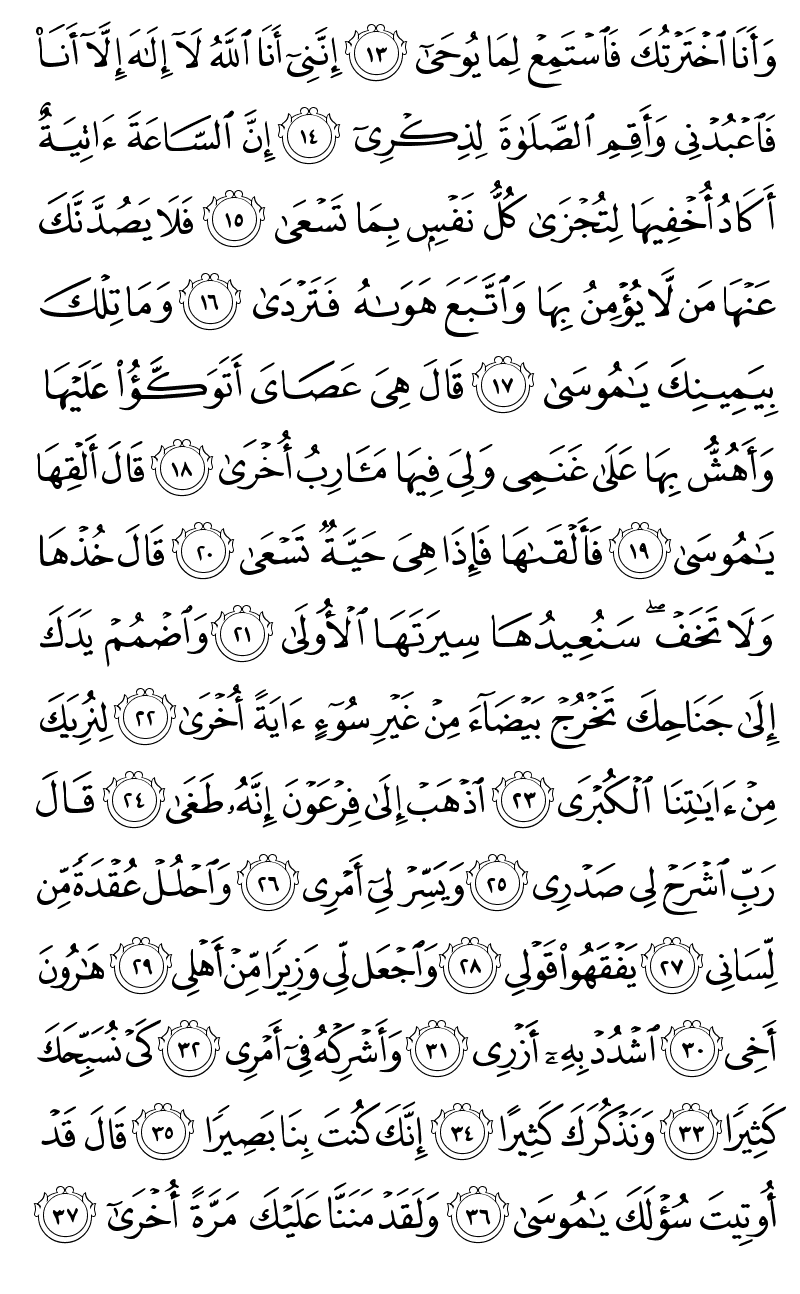 وَأَنَا ٱخْتَرْتُكَ فَٱسْتَمِعْ لِمَا يُوحَىٰٓ ١٣ إِنَّنِىٓ أَنَا ٱللَّهُ لَآ إِلَٰهَ إِلَّآ أَنَا۠
فَٱعْبُدْنِى وَأَقِمِ ٱلصَّلَوٰةَ لِذِكْرِىٓ ١٤ إِنَّ ٱلسَّاعَةَ ءَاتِيَةٌ
أَكَادُ أُخْفِيهَا لِتُجْزَىٰ كُلُّ نَفْسٍۭ بِمَا تَسْعَىٰ ١٥ فَلَا يَصُدَّنَّكَ
عَنْهَا مَن لَّا يُؤْمِنُ بِهَا وَٱتَّبَعَ هَوَىٰهُ فَتَرْدَىٰ ١٦ وَمَا تِلْكَ
بِيَمِينِكَ يَٰمُوسَىٰ ١٧ قَالَ هِىَ عَصَاىَ أَتَوَكَّؤُا۟ عَلَيْهَا
وَأَهُشُّ بِهَا عَلَىٰ غَنَمِى وَلِىَ فِيهَا مَـَٔارِبُ أُخْرَىٰ ١٨ قَالَ أَلْقِهَا
يَٰمُوسَىٰ ١٩ فَأَلْقَىٰهَا فَإِذَا هِىَ حَيَّةٌ تَسْعَىٰ ٢٠ قَالَ خُذْهَا
وَلَا تَخَفْ ۖ سَنُعِيدُهَا سِيرَتَهَا ٱلْأُولَىٰ ٢١ وَٱضْمُمْ يَدَكَ
إِلَىٰ جَنَاحِكَ تَخْرُجْ بَيْضَآءَ مِنْ غَيْرِ سُوٓءٍ ءَايَةً أُخْرَىٰ ٢٢ لِنُرِيَكَ
مِنْ ءَايَٰتِنَا ٱلْكُبْرَى ٢٣ ٱذْهَبْ إِلَىٰ فِرْعَوْنَ إِنَّهُۥ طَغَىٰ ٢٤ قَالَ
رَبِّ ٱشْرَحْ لِى صَدْرِى ٢٥ وَيَسِّرْ لِىٓ أَمْرِى ٢٦ وَٱحْلُلْ عُقْدَةً مِّن
لِّسَانِى ٢٧ يَفْقَهُوا۟ قَوْلِى ٢٨ وَٱجْعَل لِّى وَزِيرًا مِّنْ أَهْلِى ٢٩ هَٰرُونَ
أَخِى ٣٠ ٱشْدُدْ بِهِۦٓ أَزْرِى ٣١ وَأَشْرِكْهُ فِىٓ أَمْرِى ٣٢ كَىْ نُسَبِّحَكَ
كَثِيرًا ٣٣ وَنَذْكُرَكَ كَثِيرًا ٣٤ إِنَّكَ كُنتَ بِنَا بَصِيرًا ٣٥ قَالَ قَدْ
أُوتِيتَ سُؤْلَكَ يَٰمُوسَىٰ ٣٦ وَلَقَدْ مَنَنَّا عَلَيْكَ مَرَّةً أُخْرَىٰٓ ٣٧